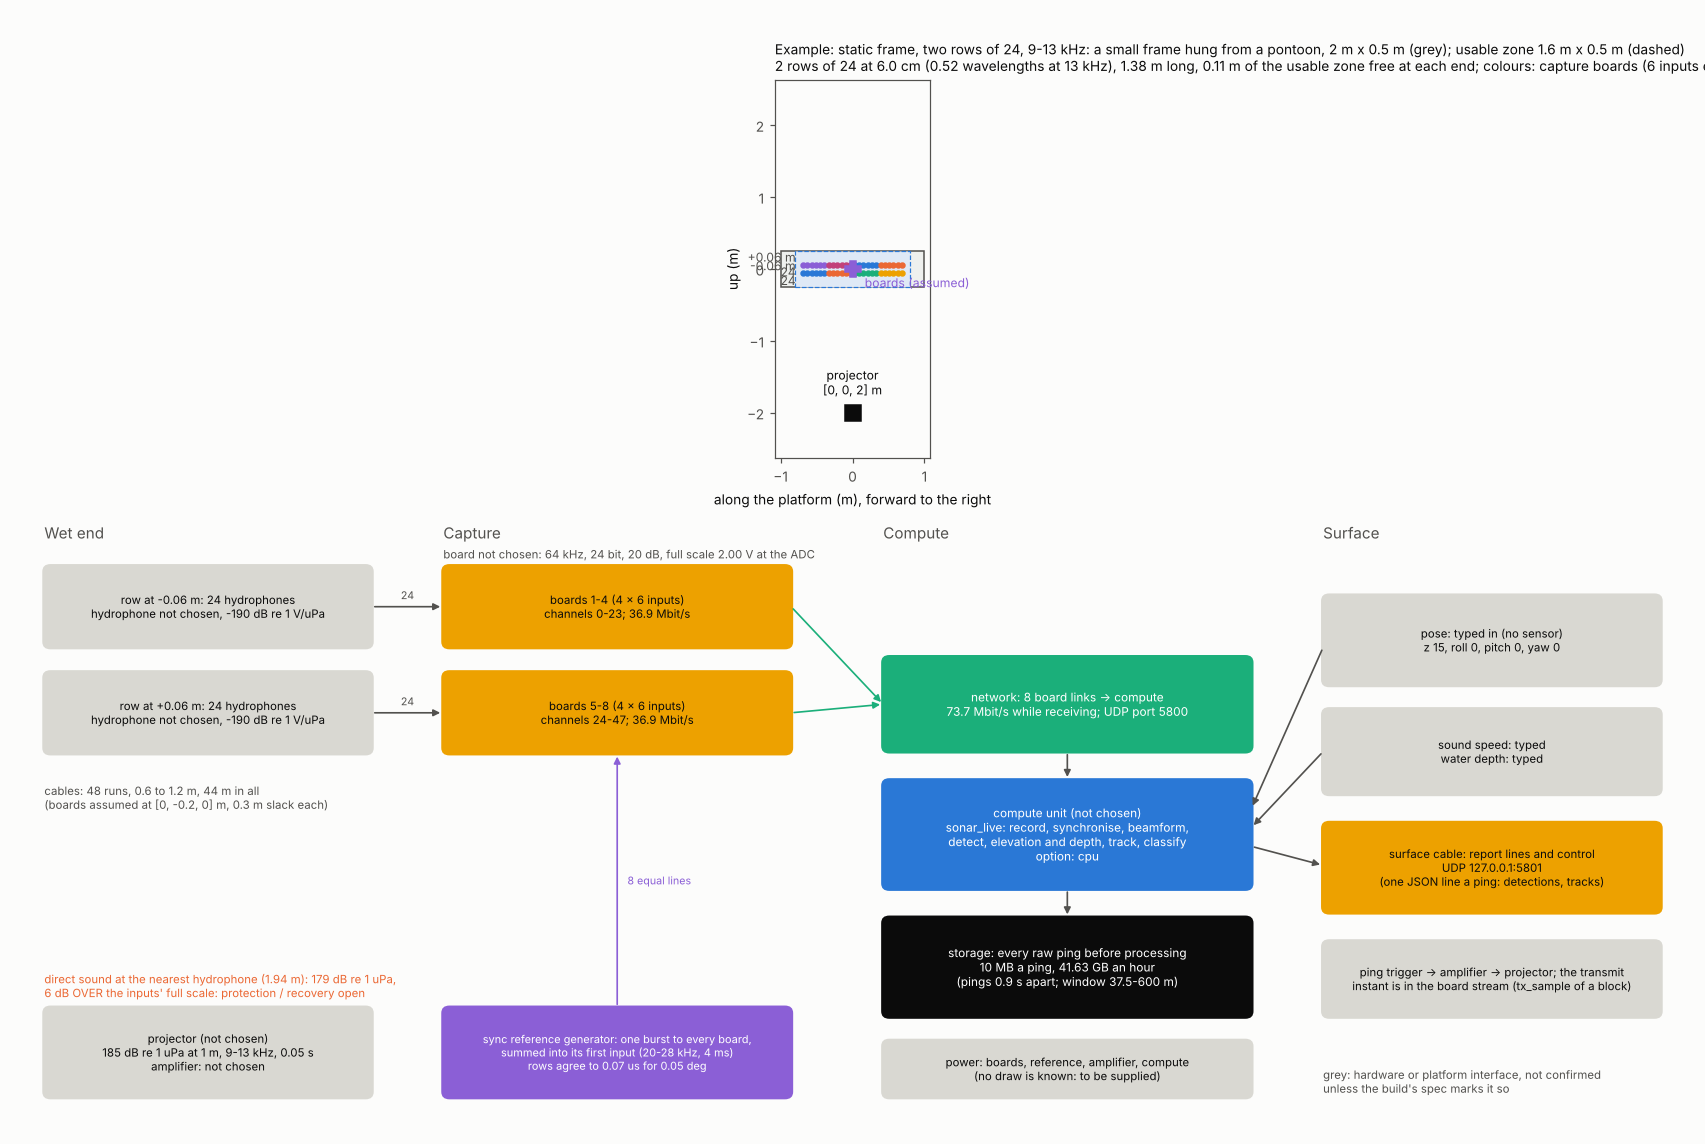 Example: static frame, two rows of 24, 9-13 kHz: a small frame hung from a pontoon, 2 m x 0.5 m (grey); usable zone 1.6 m x 0.5 m (dashed)
2 rows of 24 at 6.0 cm (0.52 wavelengths at 13 kHz), 1.38 m long, 0.11 m of the usable zone free at each end; colours: capture boards (6 inputs
2
1
0
−1
−2
up (m)
+0.06 m
-0.06 m
24
24
boards (assumed)
projector
[0, 0, 2] m
−1
0
1
along the platform (m), forward to the right
Wet end
Capture
Compute
Surface
board not chosen: 64 kHz, 24 bit, 20 dB, full scale 2.00 V at the ADC
row at -0.06 m: 24 hydrophones
hydrophone not chosen, -190 dB re 1 V/uPa
24
boards 1-4 (4 × 6 inputs)
channels 0-23; 36.9 Mbit/s
row at +0.06 m: 24 hydrophones
hydrophone not chosen, -190 dB re 1 V/uPa
24
boards 5-8 (4 × 6 inputs)
channels 24-47; 36.9 Mbit/s
cables: 48 runs, 0.6 to 1.2 m, 44 m in all
(boards assumed at [0, -0.2, 0] m, 0.3 m slack each)
8 equal lines
direct sound at the nearest hydrophone (1.94 m): 179 dB re 1 uPa,
6 dB OVER the inputs' full scale: protection / recovery open
projector (not chosen)
185 dB re 1 uPa at 1 m, 9-13 kHz, 0.05 s
amplifier: not chosen
sync reference generator: one burst to every board,
summed into its first input (20-28 kHz, 4 ms)
rows agree to 0.07 us for 0.05 deg
network: 8 board links → compute
73.7 Mbit/s while receiving; UDP port 5800
compute unit (not chosen)
sonar_live: record, synchronise, beamform,
detect, elevation and depth, track, classify
option: cpu
storage: every raw ping before processing
10 MB a ping, 41.63 GB an hour
(pings 0.9 s apart; window 37.5-600 m)
power: boards, reference, amplifier, compute
(no draw is known: to be supplied)
pose: typed in (no sensor)
z 15, roll 0, pitch 0, yaw 0
sound speed: typed
water depth: typed
surface cable: report lines and control
UDP 127.0.0.1:5801
(one JSON line a ping: detections, tracks)
ping trigger → amplifier → projector; the transmit
instant is in the board stream (tx_sample of a block)
grey: hardware or platform interface, not confirmed
unless the build's spec marks it so